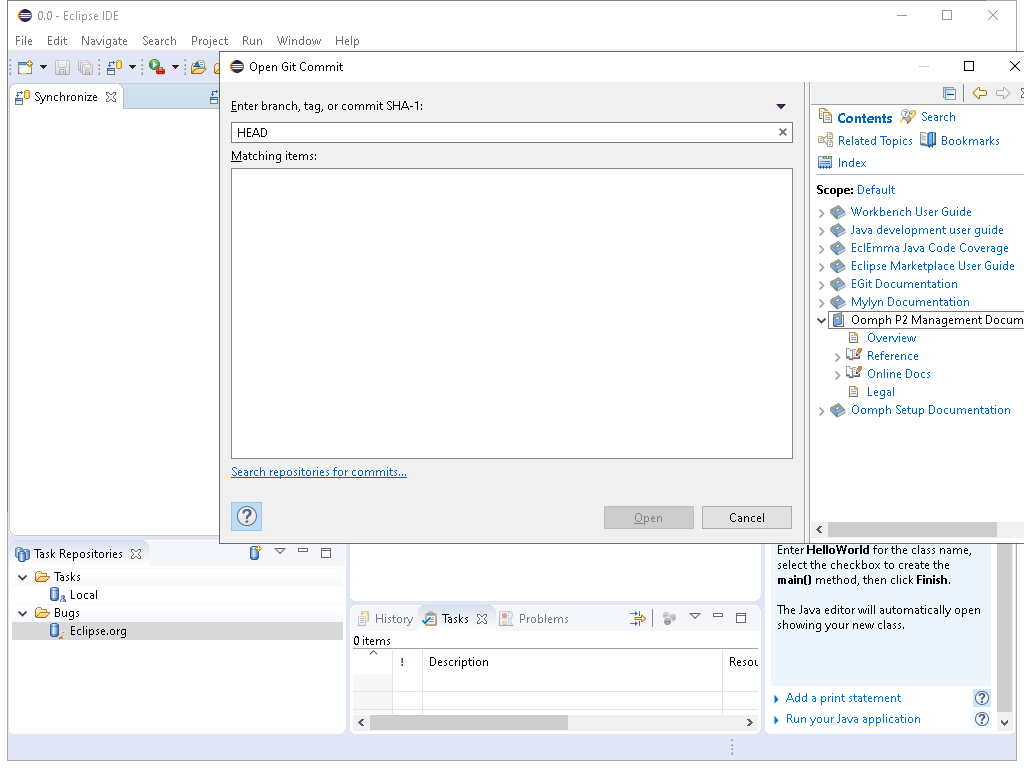 0.0 - Eclipse IDE
File Edit Navigate Search Project Run Window Help
Synchronize
Open Git Commit
Enter branch, tag, or commit SHA-1:
HEAD
Matching items:
Search repositories for commits...
Open Cancel
Contents Search
Related Topics Bookmarks
Index
Scope: Default
Workbench User Guide
Java development user guide
EclEmma Java Code Coverage
Eclipse Marketplace User Guide
EGit Documentation
Mylyn Documentation
Oomph P2 Management Docum
Overview
Reference
Online Docs
Legal
Oomph Setup Documentation
Task Repositories
Tasks
Local
Bugs
Eclipse.org
History Tasks Problems
0 items
! Description Resou
Enter HelloWorld for the class name,
select the checkbox to create the
main() method, then click Finish.
The Java editor will automatically open
showing your new class.
Add a print statement
Run your Java application